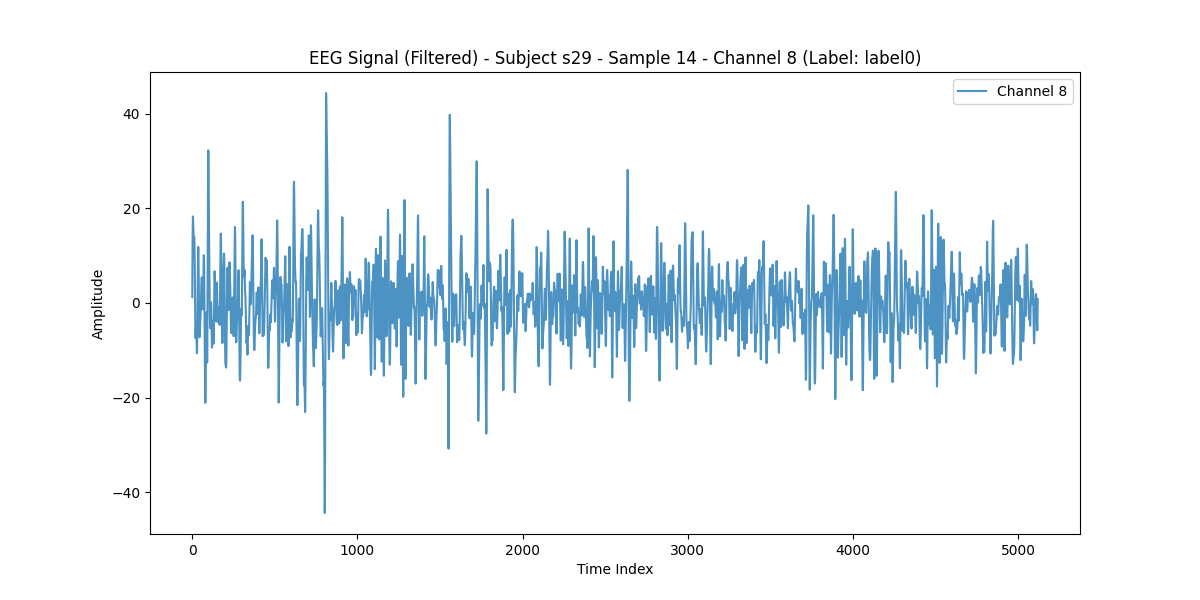 EEG Signal (Filtered) - Subject s29 - Sample 14 - Channel 8 (Label: label0)
Channel 8
40
20
0
−20
−40
Amplitude
0 1000 2000 3000 4000 5000
Time Index